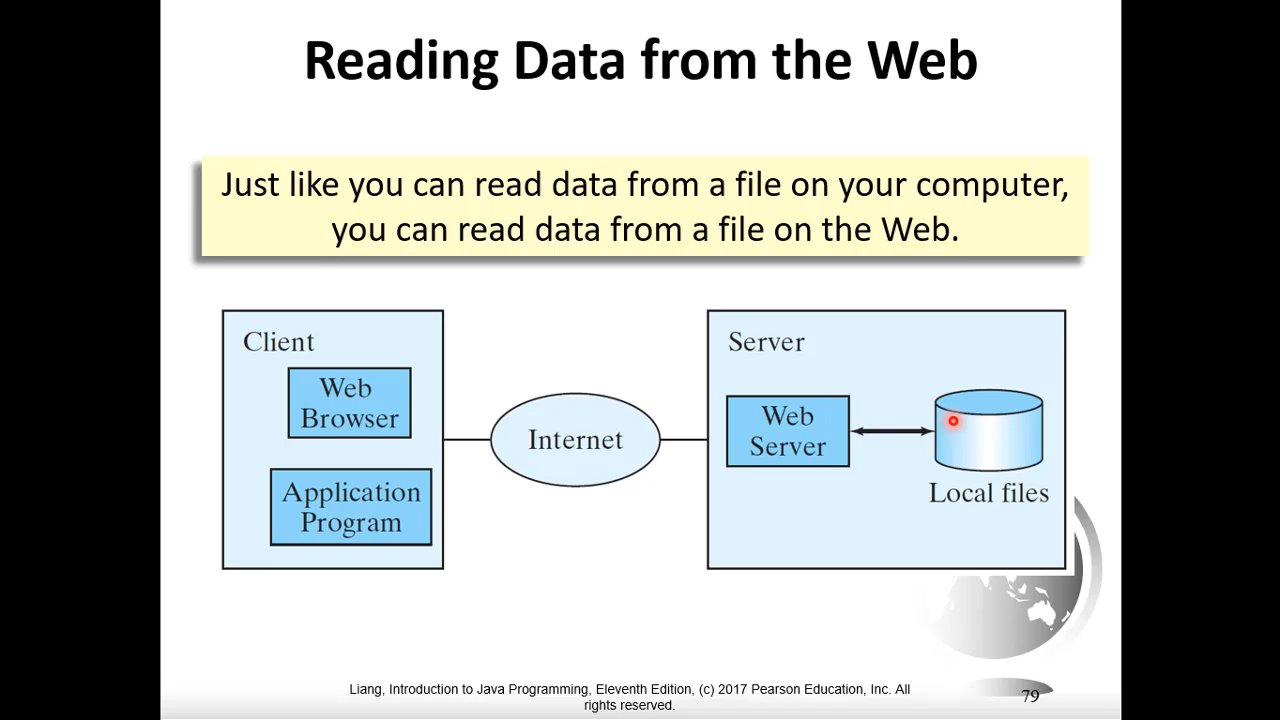 Reading Data from the Web
Just like you can read data from a file on your computer,
you can read data from a file on the Web.
Client
Web
Browser
Application
Program
Internet
Server
Web
Server
Local files
Liang, Introduction to Java Programming, Eleventh Edition, (c) 2017 Pearson Education, Inc. All
rights reserved.
79